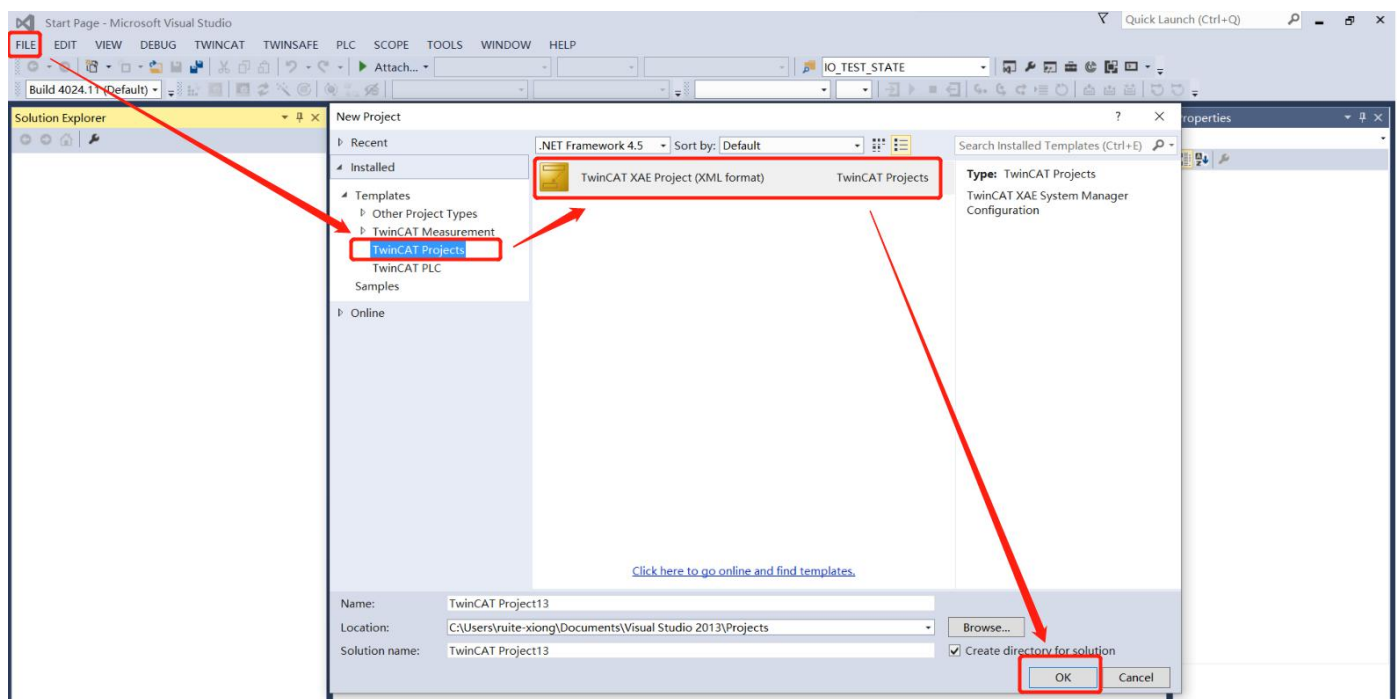 Start Page - Microsoft Visual Studio
Quick Launch (Ctrl+Q)
FILE EDIT VIEW DEBUG TWINCAT TWINSAFE PLC SCOPE TOOLS WINDOW HELP
Attach...
IO_TEST_STATE
Build 4024.11 (Default)
Solution Explorer
New Project
?
roperties
Recent
.NET Framework 4.5
Sort by: Default
Search Installed Templates (Ctrl+E)
Installed
TwinCAT XAE Project (XML format)
TwinCAT Projects
Type: TwinCAT Projects
TwinCAT XAE System Manager
Configuration
Templates
Other Project Types
TwinCAT Measurement
TwinCAT Projects
TwinCAT PLC
Samples
Online
Click here to go online and find templates.
Name: TwinCAT Project13
Location: C:\Users\ruite-xiong\Documents\Visual Studio 2013\Projects
Browse...
Solution name: TwinCAT Project13
Create directory for solution
OK
Cancel